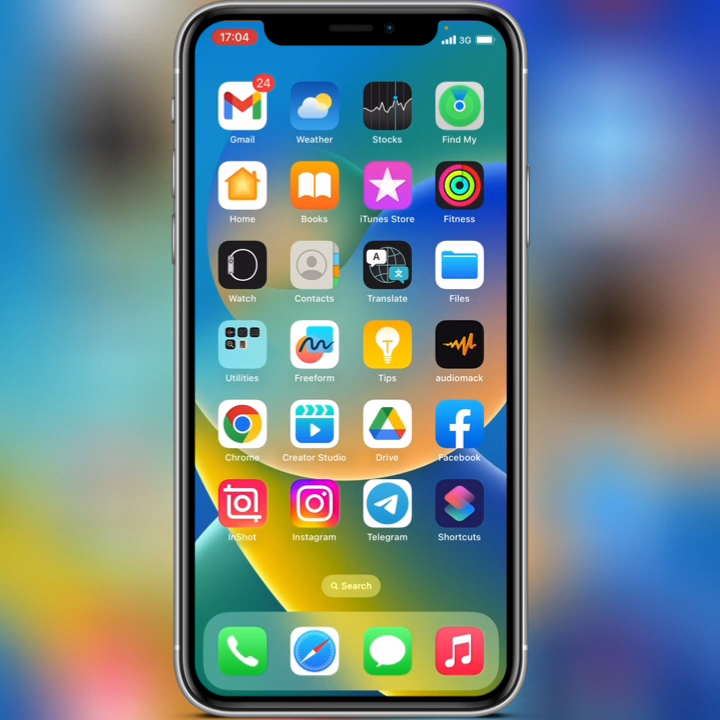 17:04
3G
24
Gmail Weather Stocks Find My
Home Books iTunes Store Fitness
A
文
Watch Contacts Translate Files
Utilities Freeform Tips audiomack
Chrome Creator Studio Drive Facebook
InShot Instagram Telegram Shortcuts
Search